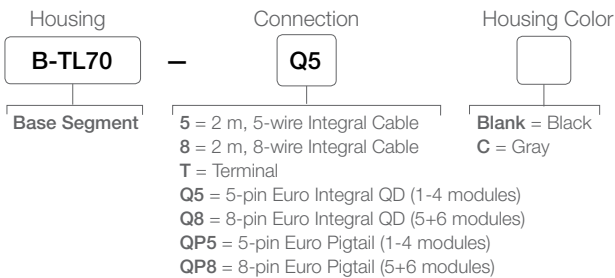 Housing Connection Housing Color
B-TL70 – Q5
Base Segment
5 = 2 m, 5-wire Integral Cable
8 = 2 m, 8-wire Integral Cable
T = Terminal
Q5 = 5-pin Euro Integral QD (1-4 modules)
Q8 = 8-pin Euro Integral QD (5+6 modules)
QP5 = 5-pin Euro Pigtail (1-4 modules)
QP8 = 8-pin Euro Pigtail (5+6 modules)
Blank = Black
C = Gray